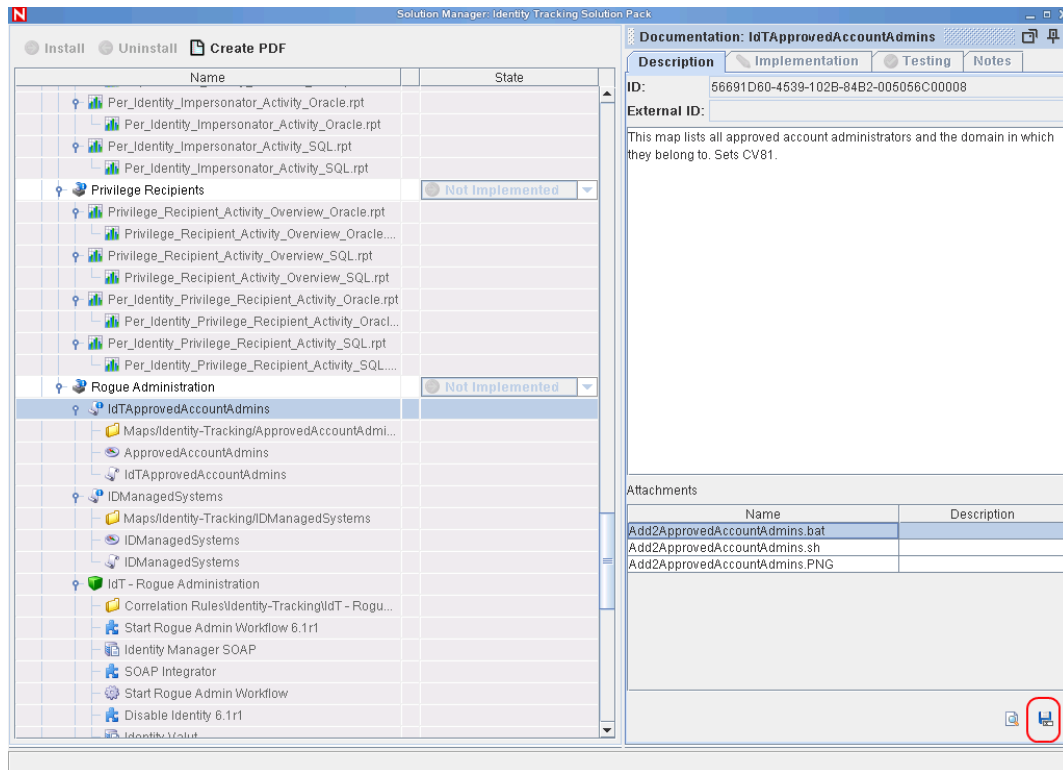 N
Solution Manager: Identity Tracking Solution Pack
Install Uninstall Create PDF
Name State
Per_Identity_Impersonator_Activity_Oracle.rpt
Per_Identity_Impersonator_Activity_Oracle.rpt
Per_Identity_Impersonator_Activity_SQL.rpt
Per_Identity_Impersonator_Activity_SQL.rpt
Privilege Recipients Not Implemented
Privilege_Recipient_Activity_Overview_Oracle.rpt
Privilege_Recipient_Activity_Overview_Oracle....
Privilege_Recipient_Activity_Overview_SQL.rpt
Privilege_Recipient_Activity_Overview_SQL.rpt
Per_Identity_Privilege_Recipient_Activity_Oracle.rpt
Per_Identity_Privilege_Recipient_Activity_Oracl...
Per_Identity_Privilege_Recipient_Activity_SQL.rpt
Per_Identity_Privilege_Recipient_Activity_SQL....
Rogue Administration Not Implemented
IdTApprovedAccountAdmins
Maps/Identity-Tracking/ApprovedAccountAdmi...
ApprovedAccountAdmins
IdTApprovedAccountAdmins
IDManagedSystems
Maps/Identity-Tracking/IDManagedSystems
IDManagedSystems
IDManagedSystems
IdT - Rogue Administration
Correlation Rules\Identity-Tracking\IdT - Rogu...
Start Rogue Admin Workflow 6.1r1
Identity Manager SOAP
SOAP Integrator
Start Rogue Admin Workflow
Disable Identity 6.1r1
Identity Valut
Documentation: IdTApprovedAccountAdmins
Description Implementation Testing Notes
ID: 56691D60-4539-102B-84B2-005056C00008
External ID:
This map lists all approved account administrators and the domain in which
they belong to. Sets CV81.
Attachments
Name Description
Add2ApprovedAccountAdmins.bat
Add2ApprovedAccountAdmins.sh
Add2ApprovedAccountAdmins.PNG